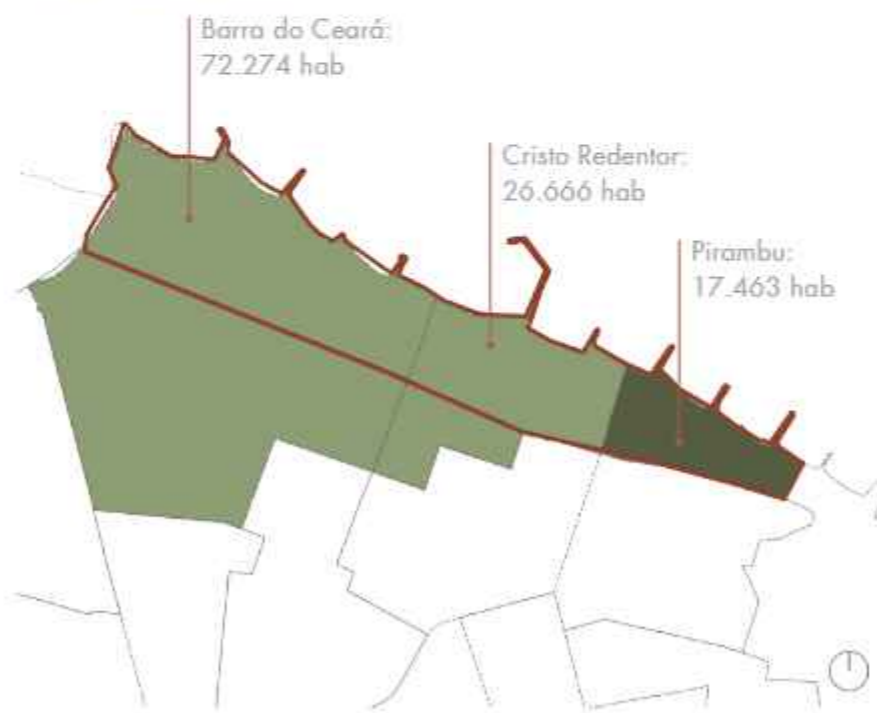 Barra do Ceará:
72.274 hab
Cristo Redentor:
26.666 hab
Pirambu:
17.463 hab